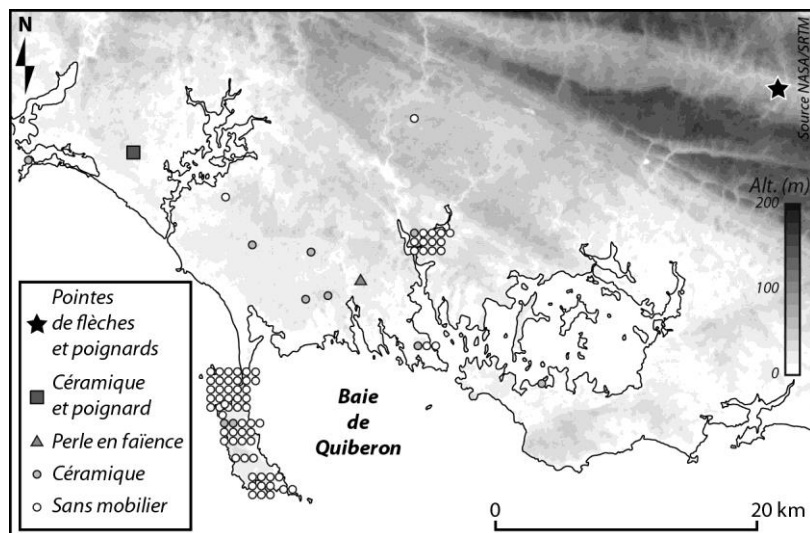 N
Source NASA/SRTM
Alt. (m)
200
100
0
Pointes
de flèches
et poignards
Céramique
et poignard
Perle en faïence
Céramique
Sans mobilier
Baie
de
Quiberon
0
20 km